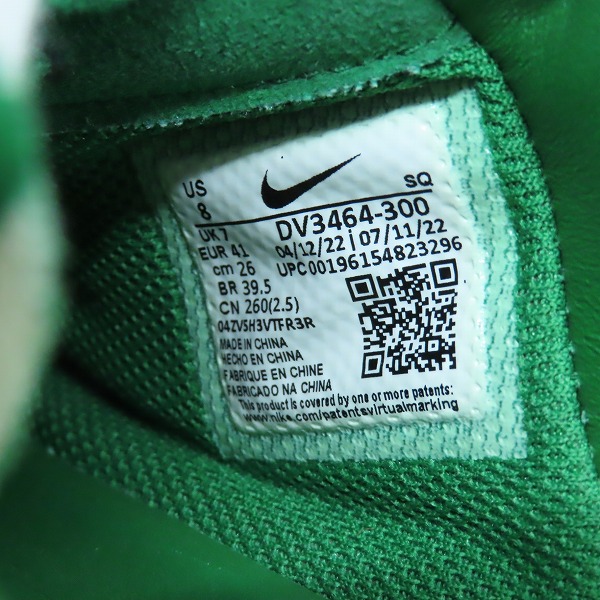 US
8
SQ
UK 7
DV3464-300
EUR 41
04/12/22 | 07/11/22
cm 26
UPC00196154823296
BR 39.5
CN 260(2.5)
04ZVSH3VTFR3R
MADE IN CHINA
HECHO EN CHINA
FABRIQUE EN CHINE
FABRICADO NA CHINA
This product is covered by one or more patents:
www.nike.com/patentsvirtualmarking